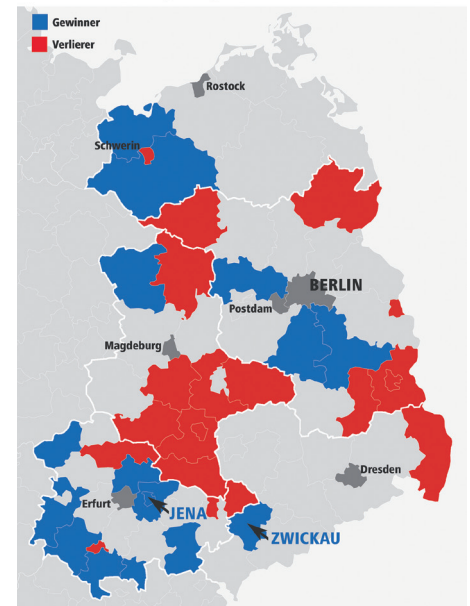 Gewinner
Verlierer
Rostock
Schwerin
BERLIN
Postdam
Magdeburg
Dresden
Erfurt
JENA
ZWICKAU